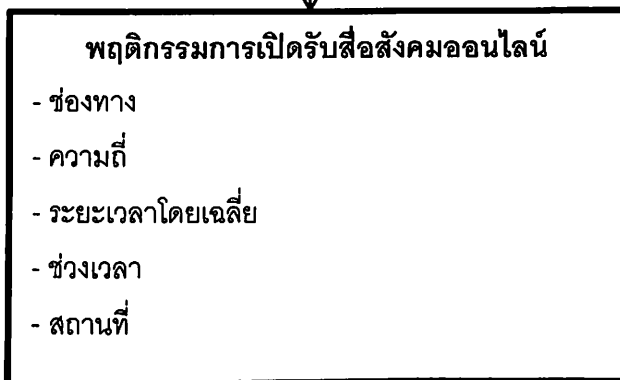 พฤติกรรมการเปิดรับสื่อสังคมออนไลน์
- ช่องทาง
- ความถี่
- ระยะเวลาโดยเฉลี่ย
- ช่วงเวลา
- สถานที่